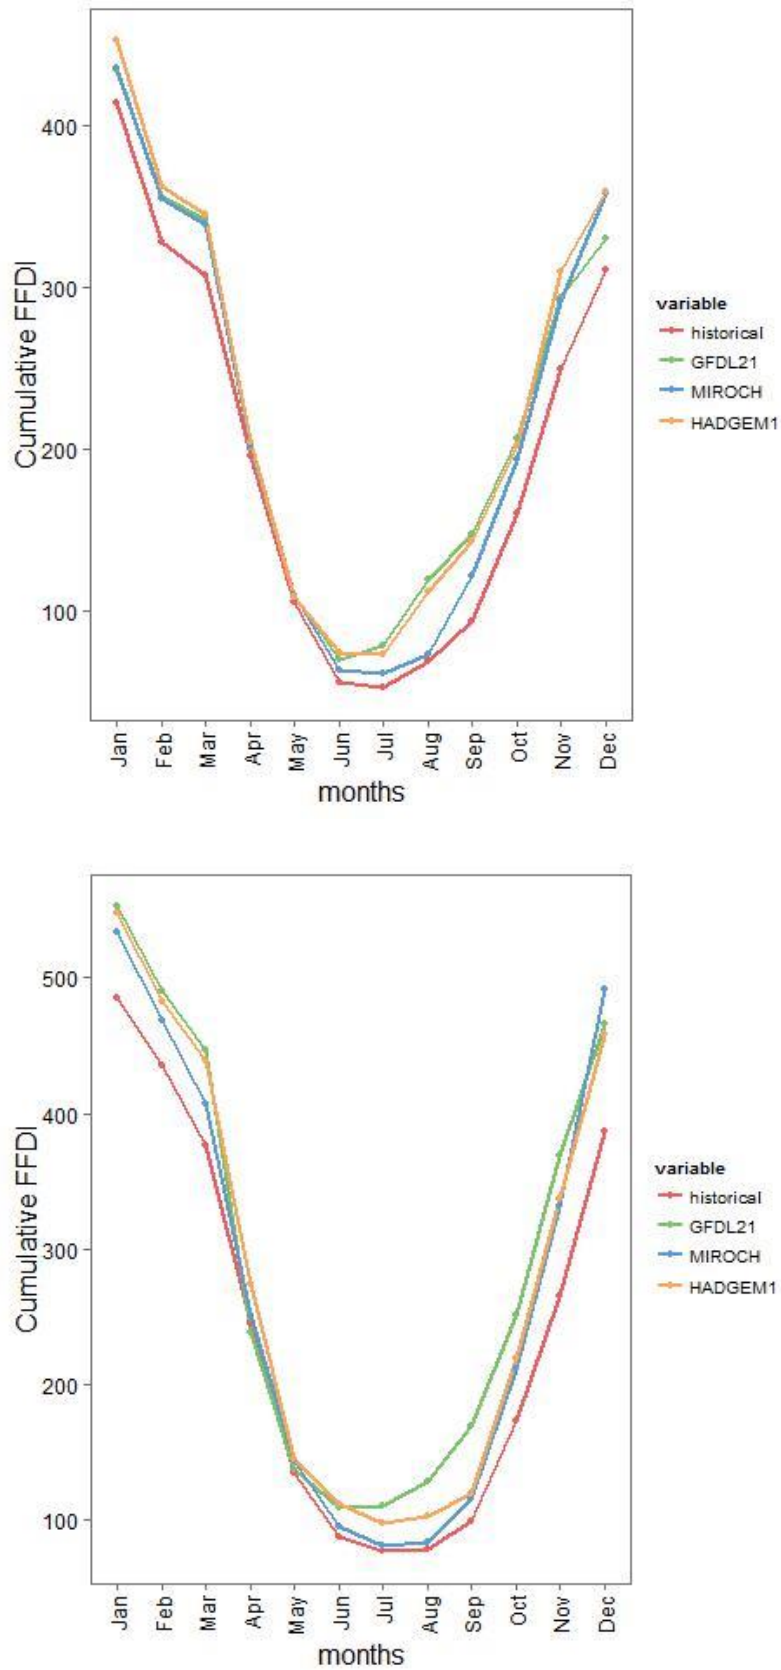 400
300
200
100
Cumulative FFDI
Jan Feb Mar Apr May Jun Jul Aug Sep Oct Nov Dec
months
variable
historical
GFDL21
MIROCH
HADGEM1
500
400
300
200
100
Cumulative FFDI
Jan Feb Mar Apr May Jun Jul Aug Sep Oct Nov Dec
months
variable
historical
GFDL21
MIROCH
HADGEM1